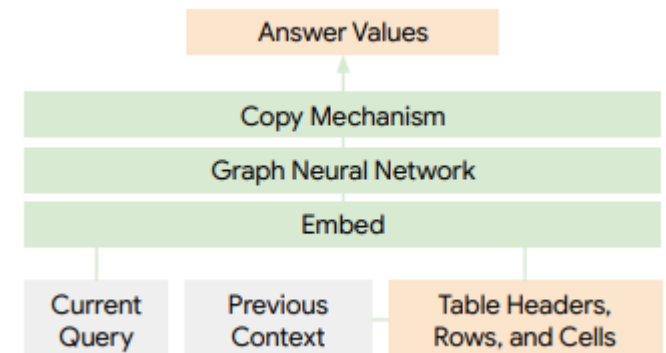 Answer Values
Copy Mechanism
Graph Neural Network
Embed
Current
Query
Previous
Context
Table Headers,
Rows, and Cells